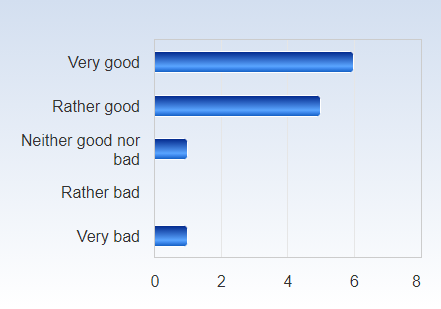 Very good
Rather good
Neither good nor
bad
Rather bad
Very bad
0 2 4 6 8